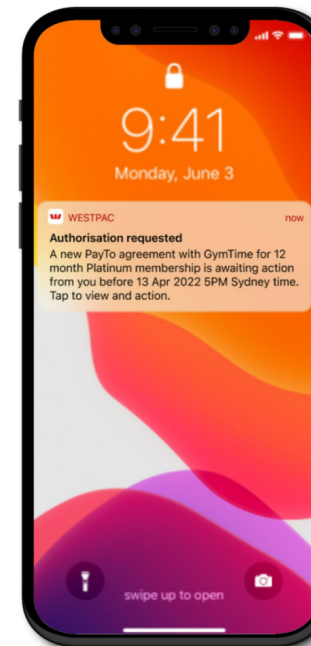 9:41
Monday, June 3
WESTPAC now
Authorisation requested
A new PayTo agreement with GymTime for 12
month Platinum membership is awaiting action
from you before 13 Apr 2022 5PM Sydney time.
Tap to view and action.
swipe up to open